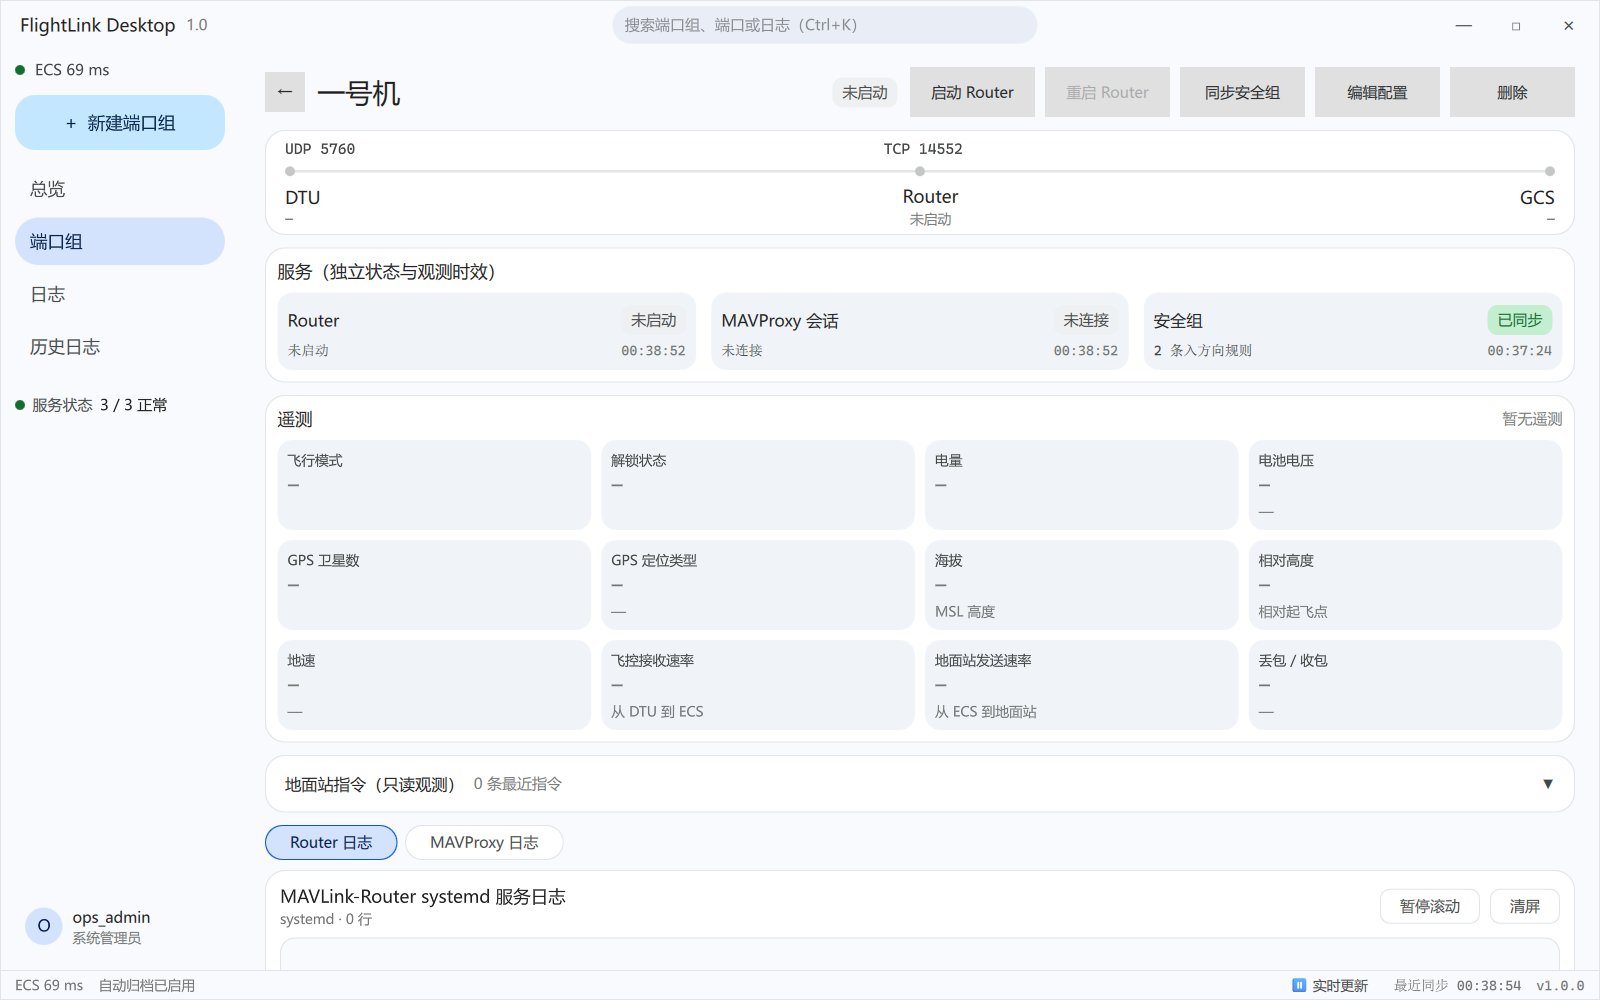 FlightLink Desktop 1.0
搜索端口组、端口或日志（Ctrl+K）
ECS 69 ms
+ 新建端口组
总览
端口组
日志
历史日志
服务状态 3 / 3 正常
ops_admin
系统管理员
← 一号机
未启动
启动 Router
重启 Router
同步安全组
编辑配置
删除
UDP 5760
TCP 14552
DTU
Router
GCS
–
未启动
–
服务（独立状态与观测时效）
Router 未启动
未启动 00:38:52
MAVProxy 会话 未连接
未连接 00:38:52
安全组 已同步
2 条入方向规则 00:37:24
遥测 暂无遥测
飞行模式
–
解锁状态
–
电量
–
电池电压
–
—
GPS 卫星数
–
GPS 定位类型
–
—
海拔
–
MSL 高度
相对高度
–
相对起飞点
地速
–
—
飞控接收速率
–
从 DTU 到 ECS
地面站发送速率
–
从 ECS 到地面站
丢包 / 收包
–
—
地面站指令（只读观测） 0 条最近指令 ▼
Router 日志
MAVProxy 日志
MAVLink-Router systemd 服务日志
systemd · 0 行
暂停滚动
清屏
O
ECS 69 ms 自动归档已启用
实时更新 最近同步 00:38:54 v1.0.0